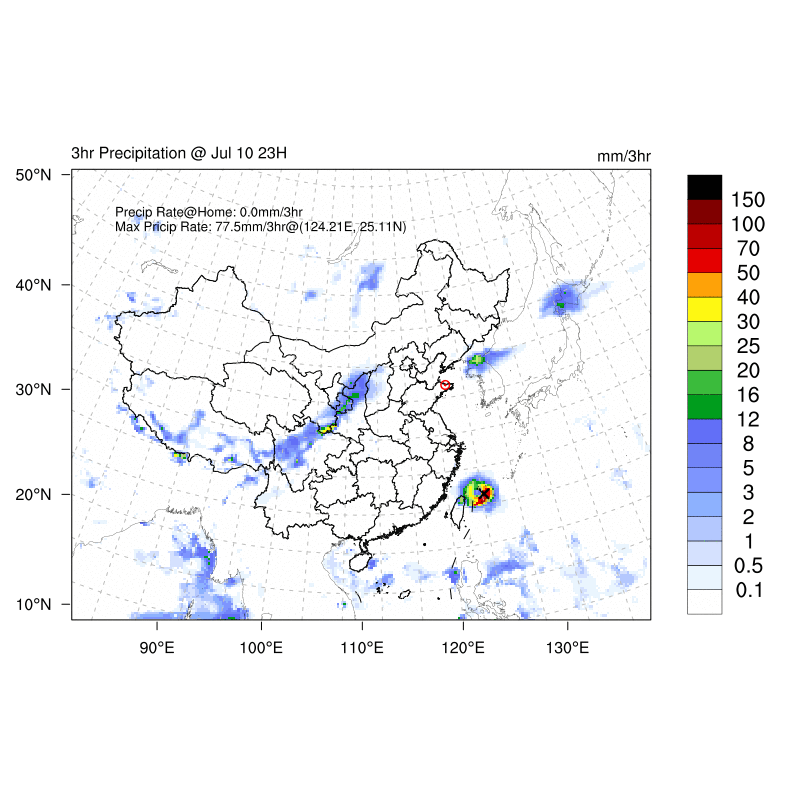 3hr Precipitation @ Jul 10 23H
mm/3hr
Precip Rate@Home: 0.0mm/3hr
Max Pricip Rate: 77.5mm/3hr@(124.21E, 25.11N)
50°N
40°N
30°N
20°N
10°N
90°E
100°E
110°E
120°E
130°E
150
100
70
50
40
30
25
20
16
12
8
5
3
2
1
0.5
0.1